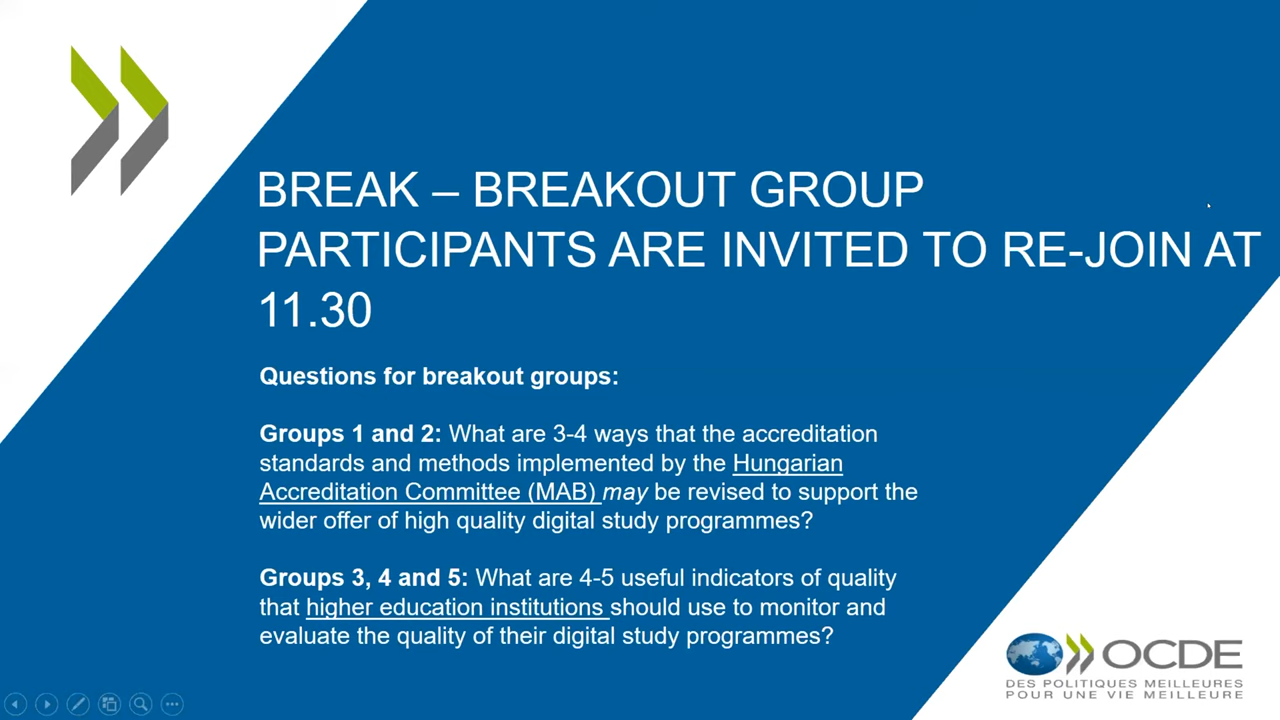 BREAK – BREAKOUT GROUP
PARTICIPANTS ARE INVITED TO RE-JOIN AT
11.30
Questions for breakout groups:
Groups 1 and 2: What are 3-4 ways that the accreditation
standards and methods implemented by the Hungarian
Accreditation Committee (MAB) may be revised to support the
wider offer of high quality digital study programmes?
Groups 3, 4 and 5: What are 4-5 useful indicators of quality
that higher education institutions should use to monitor and
evaluate the quality of their digital study programmes?
OCDE
DES POLITIQUES MEILLEURES
POUR UNE VIE MEILLEURE